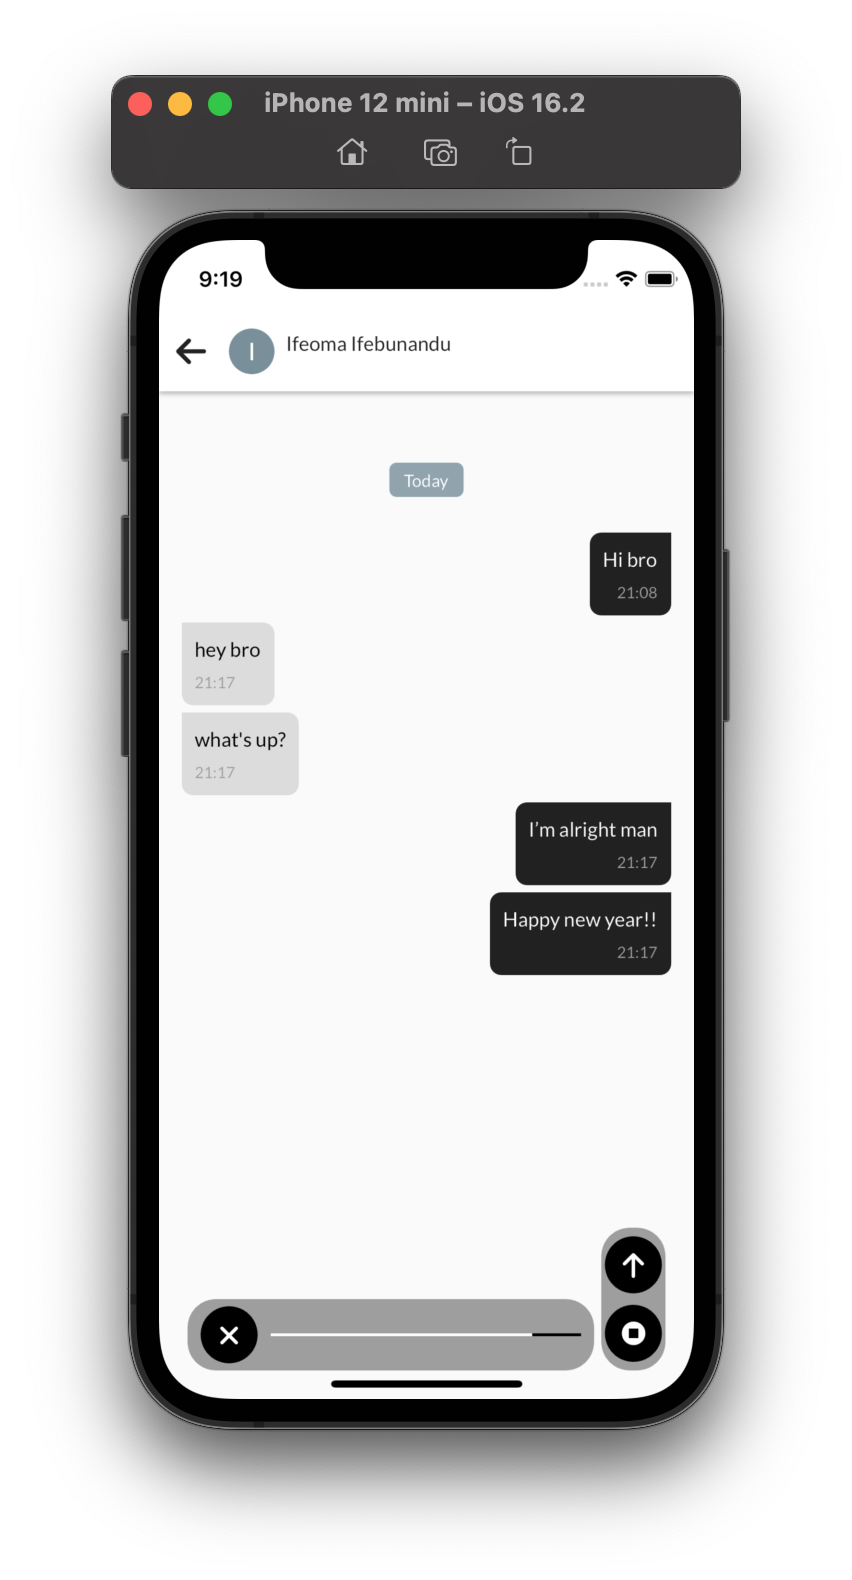 iPhone 12 mini – iOS 16.2
9:19
I
Ifeoma Ifebunandu
Today
Hi bro
21:08
hey bro
21:17
what's up?
21:17
I’m alright man
21:17
Happy new year!!
21:17